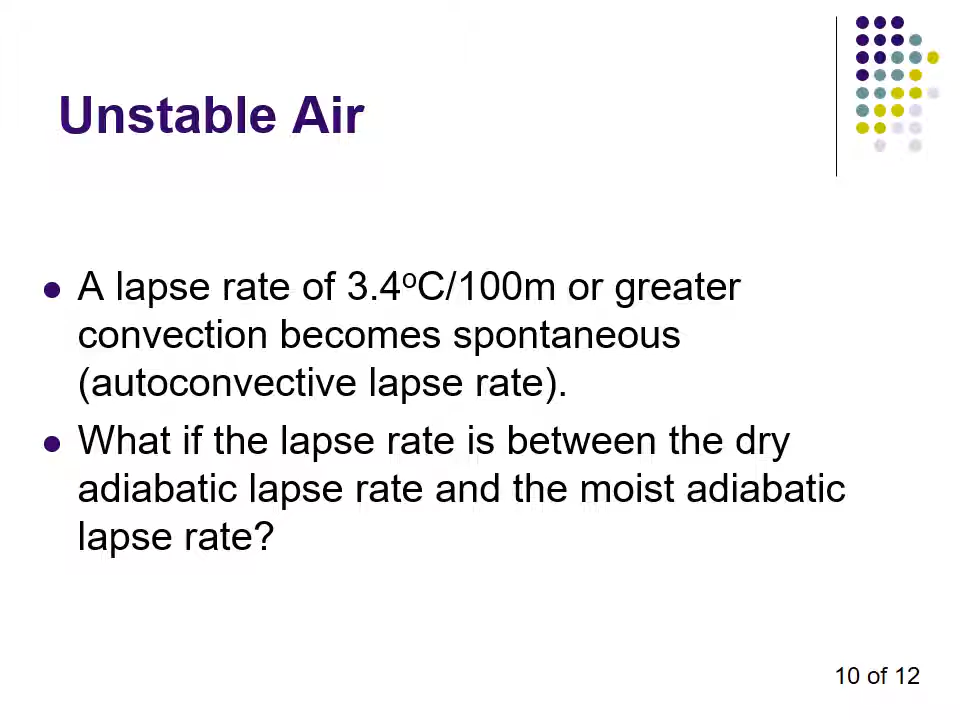 Unstable Air
A lapse rate of 3.4ºC/100m or greater
convection becomes spontaneous
(autoconvective lapse rate).
What if the lapse rate is between the dry
adiabatic lapse rate and the moist adiabatic
lapse rate?
10 of 12